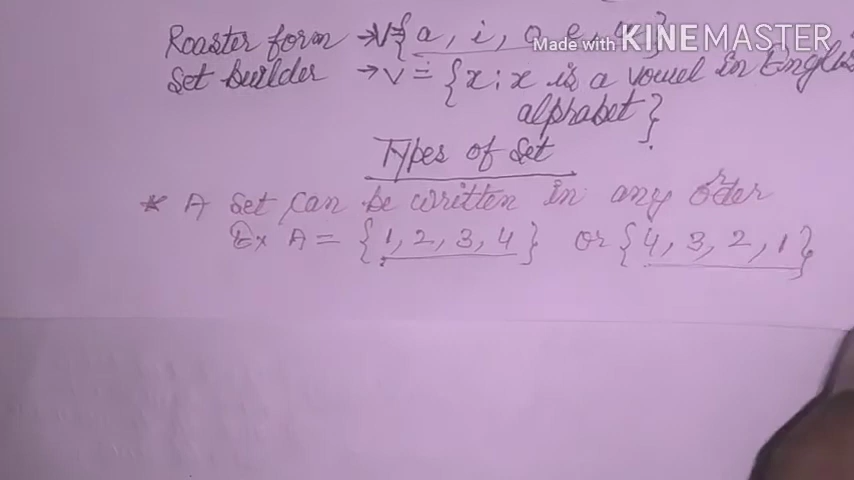 Roaster form → V = { a, i, o, e, u }
Made with KINEMASTER
Set builder → V = { x : x is a vowel in Englis
alphabet }.
Types of Set
* A Set can be written in any order
Ex A = { 1, 2, 3, 4 } or { 4, 3, 2, 1 }